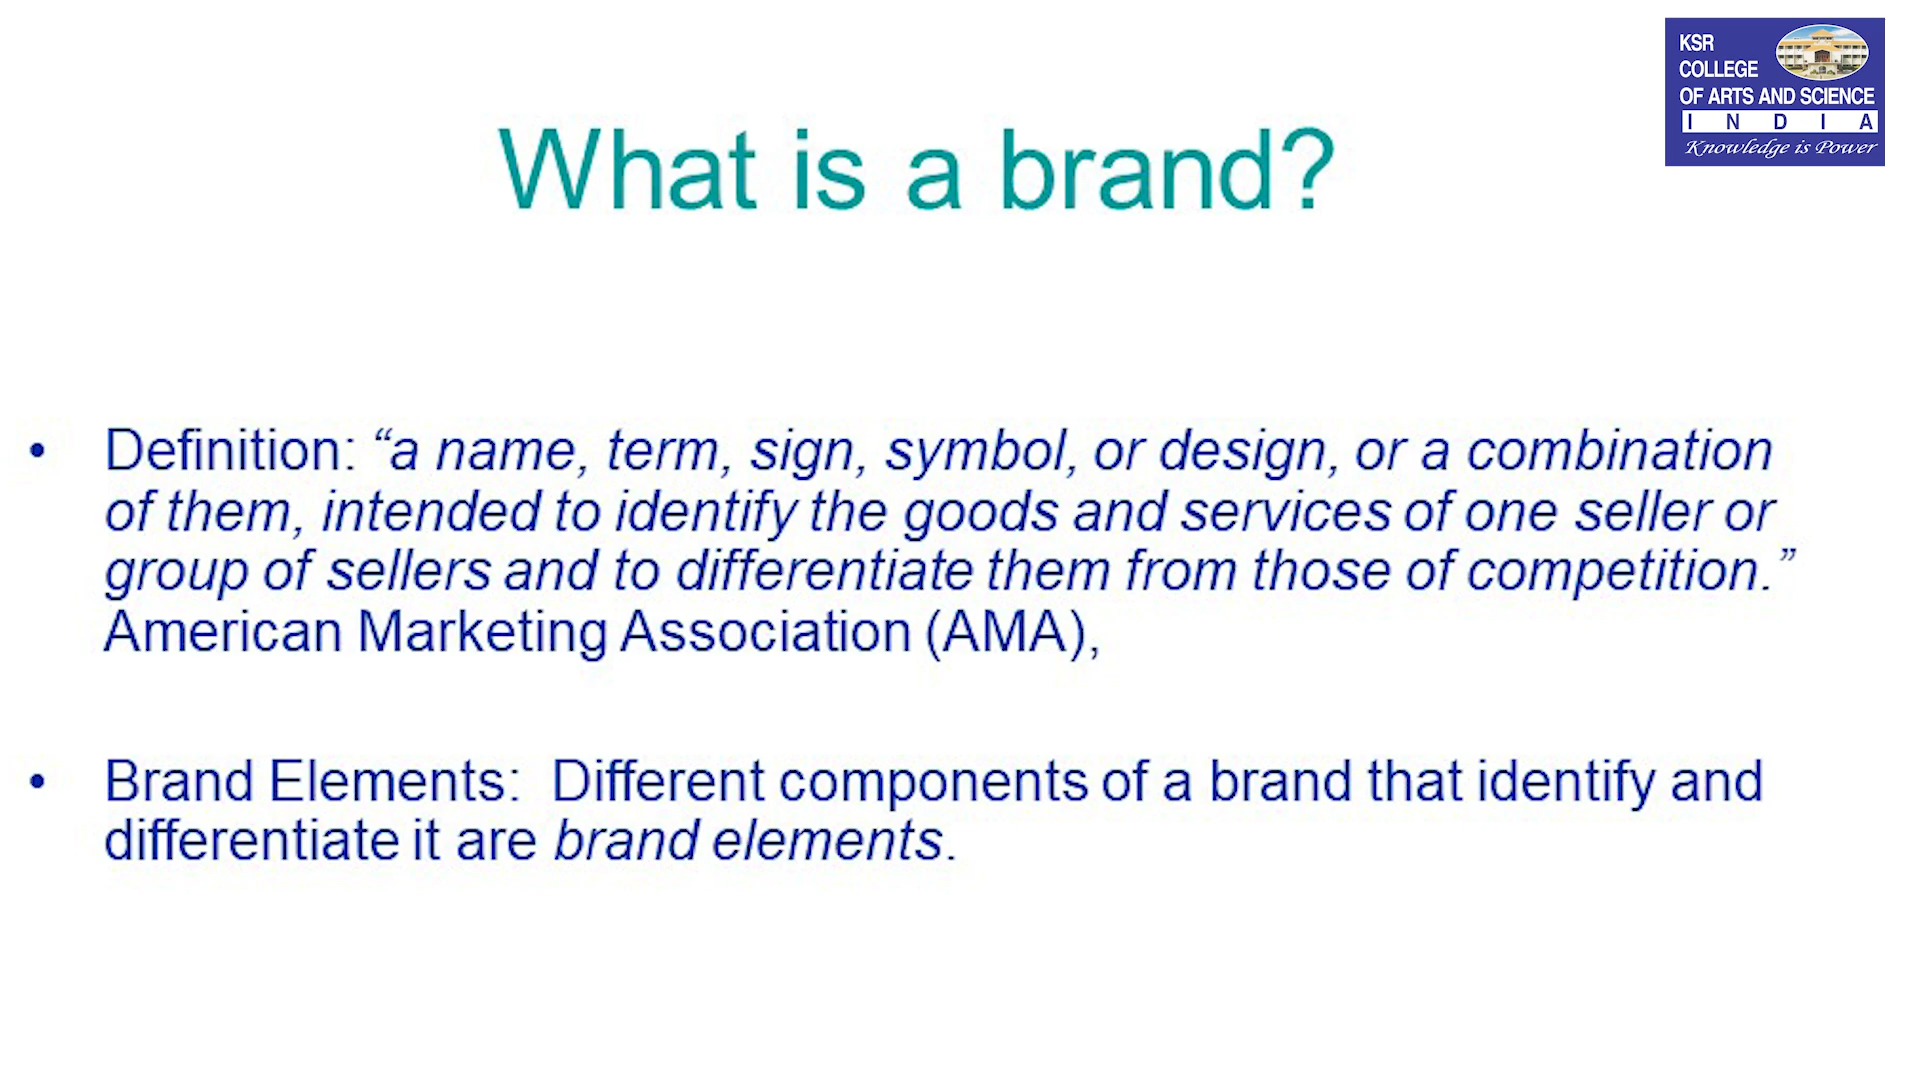 KSR
COLLEGE
OF ARTS AND SCIENCE
I N D I A
Knowledge is Power
What is a brand?
• Definition: “a name, term, sign, symbol, or design, or a combination
of them, intended to identify the goods and services of one seller or
group of sellers and to differentiate them from those of competition.”
American Marketing Association (AMA),
• Brand Elements: Different components of a brand that identify and
differentiate it are brand elements.